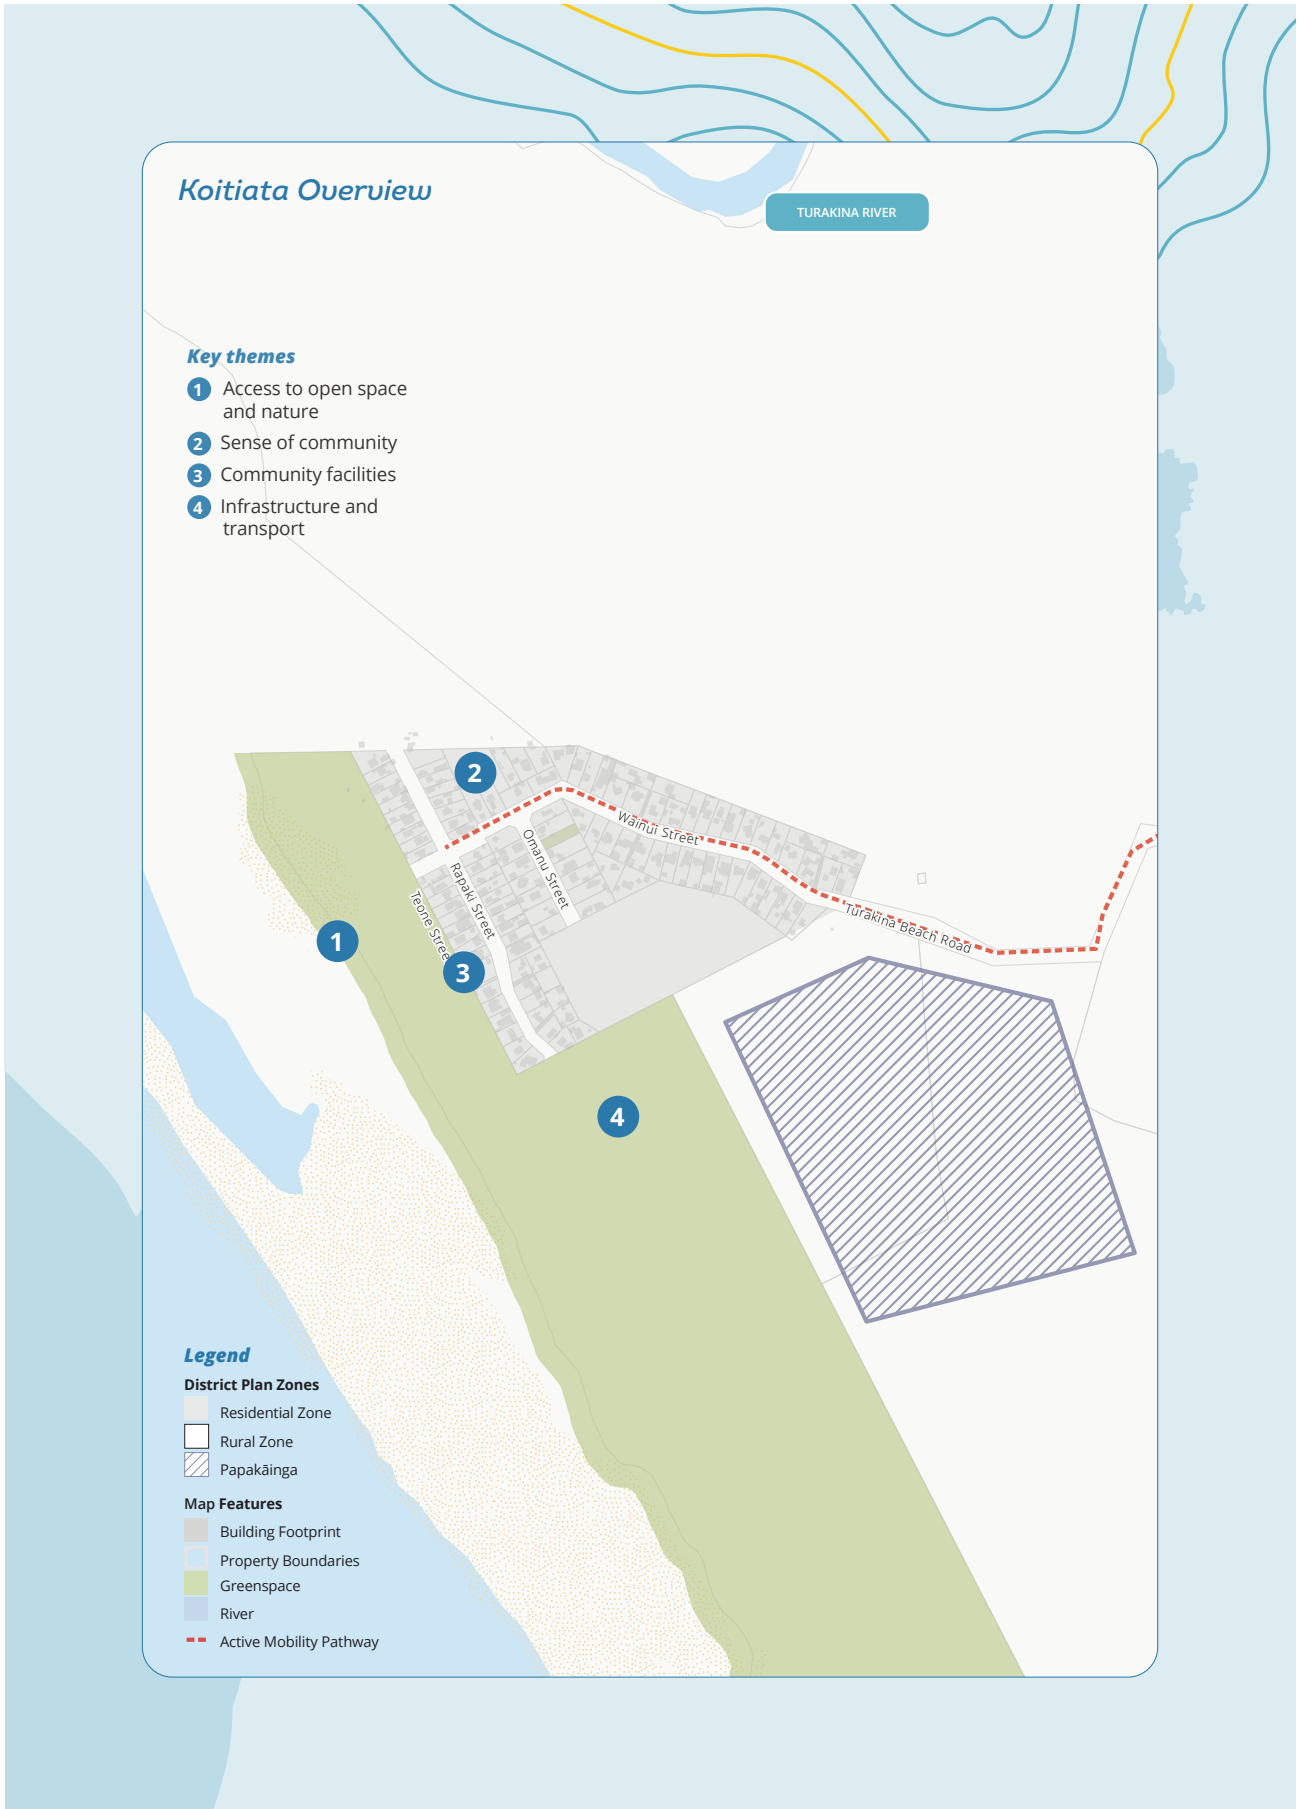 Koitiata Overview
TURAKINA RIVER
Key themes
1 Access to open space
and nature
2 Sense of community
3 Community facilities
4 Infrastructure and
transport
2
Wainui Street
Omanu Street
Rapaki Street
Teone Stree
Turakina Beach Road
1
3
4
Legend
District Plan Zones
Residential Zone
Rural Zone
Papakāinga
Map Features
Building Footprint
Property Boundaries
Greenspace
River
Active Mobility Pathway